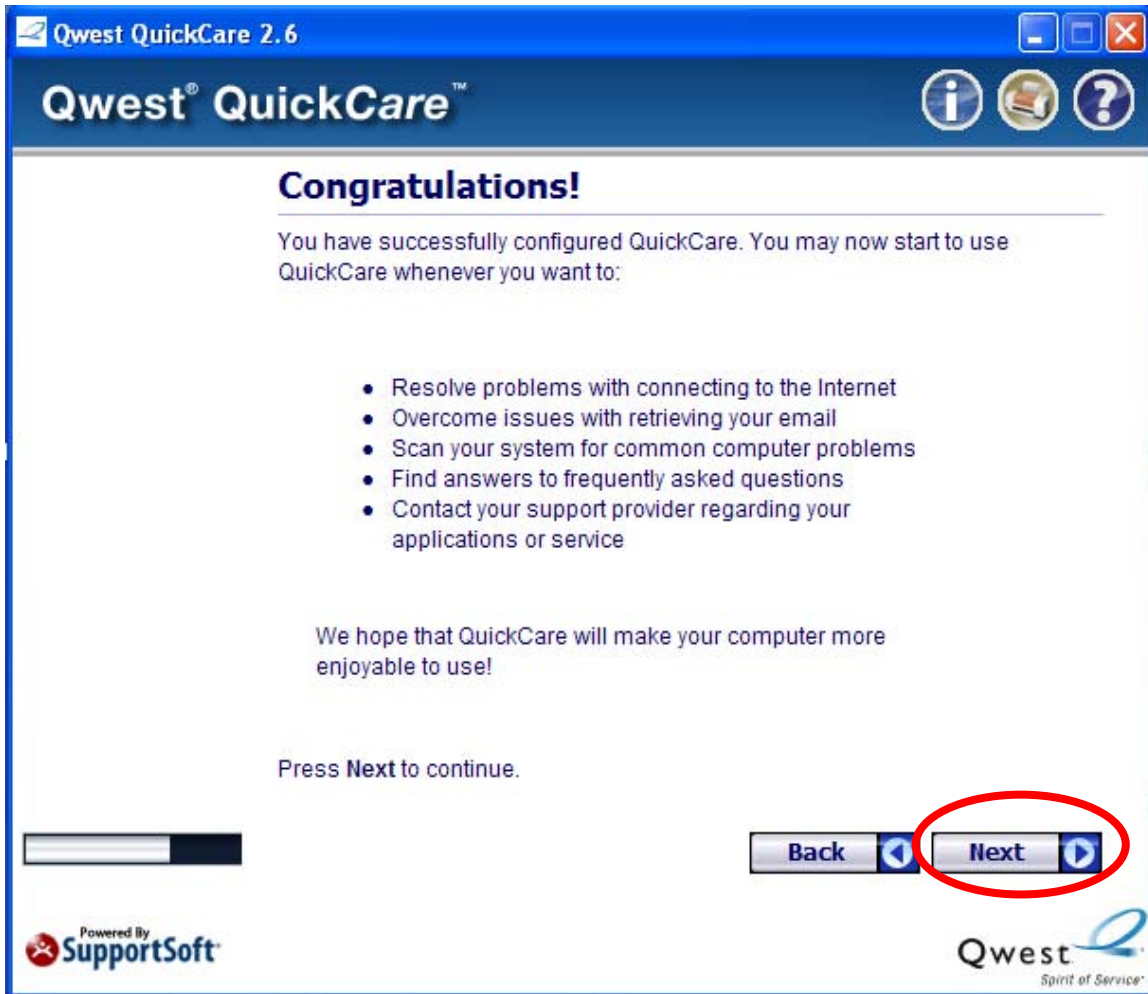 Qwest QuickCare 2.6
Qwest® QuickCare™
Congratulations!
You have successfully configured QuickCare. You may now start to use
QuickCare whenever you want to:
• Resolve problems with connecting to the Internet
• Overcome issues with retrieving your email
• Scan your system for common computer problems
• Find answers to frequently asked questions
• Contact your support provider regarding your
applications or service
We hope that QuickCare will make your computer more
enjoyable to use!
Press Next to continue.
Back
Next
Powered By
SupportSoft
Qwest
Spirit of Service